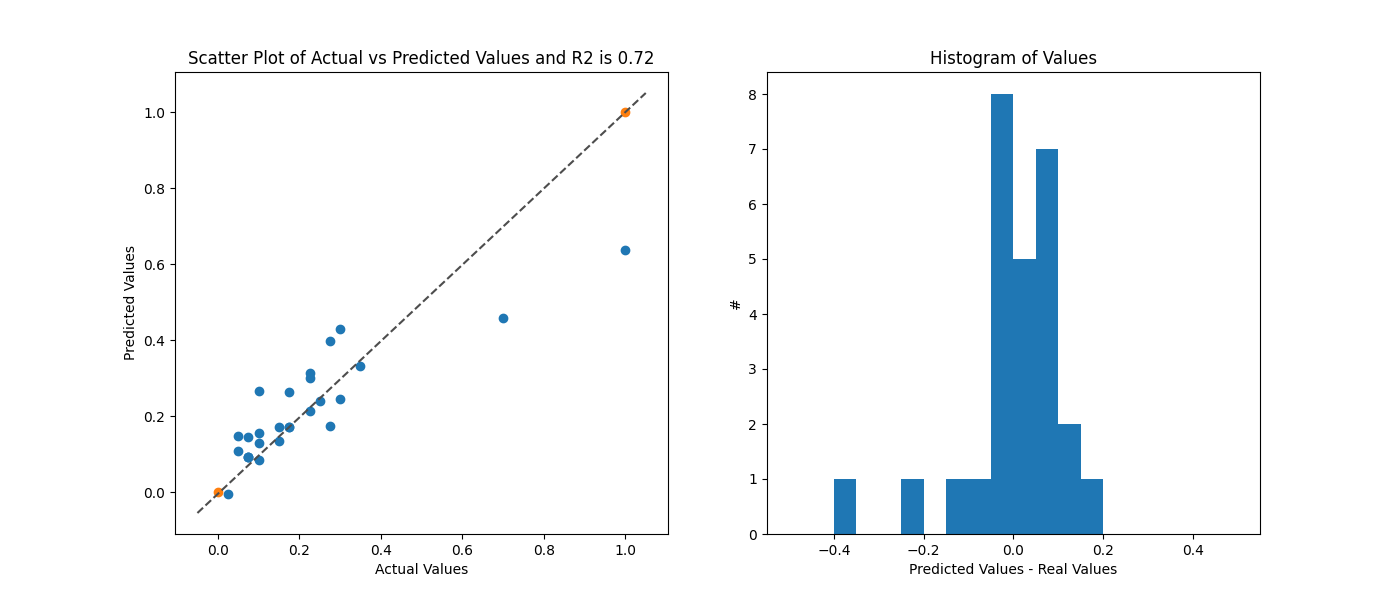 Scatter Plot of Actual vs Predicted Values and R2 is 0.72
1.0
0.8
0.6
0.4
0.2
0.0
Predicted Values
0.0 0.2 0.4 0.6 0.8 1.0
Actual Values
Histogram of Values
8
7
6
5
4
3
2
1
0
#
−0.4 −0.2 0.0 0.2 0.4
Predicted Values - Real Values